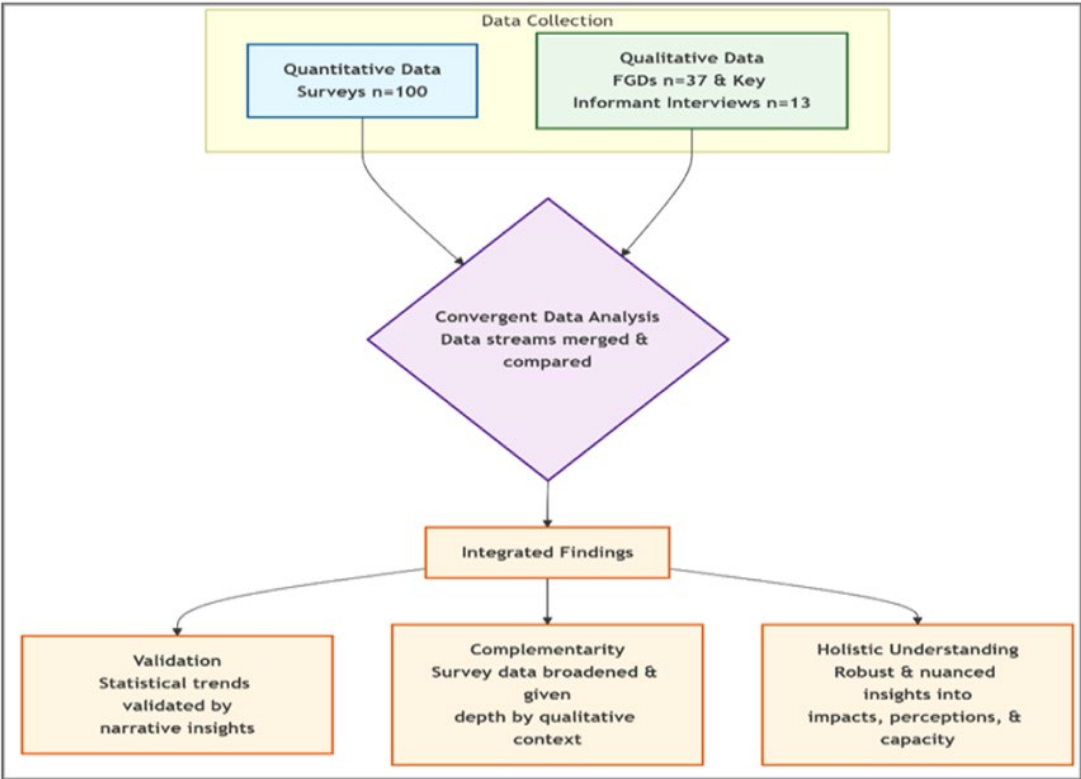 Data Collection
Quantitative Data
Surveys n=100
Qualitative Data
FGDs n=37 & Key
Informant Interviews n=13
Convergent Data Analysis
Data streams merged &
compared
Integrated Findings
Validation
Statistical trends
validated by
narrative insights
Complementarity
Survey data broadened &
given
depth by qualitative
context
Holistic Understanding
Robust & nuanced
insights into
impacts, perceptions, &
capacity